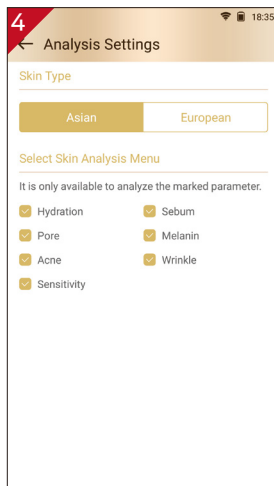 4
18:35
← Analysis Settings
Skin Type
Asian European
Select Skin Analysis Menu
It is only available to analyze the marked parameter.
Hydration Sebum
Pore Melanin
Acne Wrinkle
Sensitivity